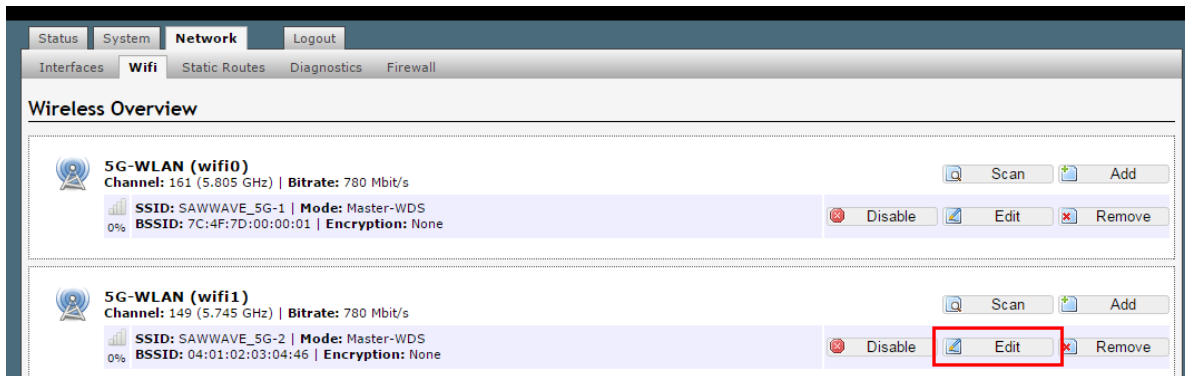 Status System Network Logout
Interfaces Wifi Static Routes Diagnostics Firewall
Wireless Overview
5G-WLAN (wifi0)
Channel: 161 (5.805 GHz) | Bitrate: 780 Mbit/s
Scan Add
SSID: SAWWAVE_5G-1 | Mode: Master-WDS
0% BSSID: 7C:4F:7D:00:00:01 | Encryption: None
Disable Edit Remove
5G-WLAN (wifi1)
Channel: 149 (5.745 GHz) | Bitrate: 780 Mbit/s
Scan Add
SSID: SAWWAVE_5G-2 | Mode: Master-WDS
0% BSSID: 04:01:02:03:04:46 | Encryption: None
Disable Edit Remove